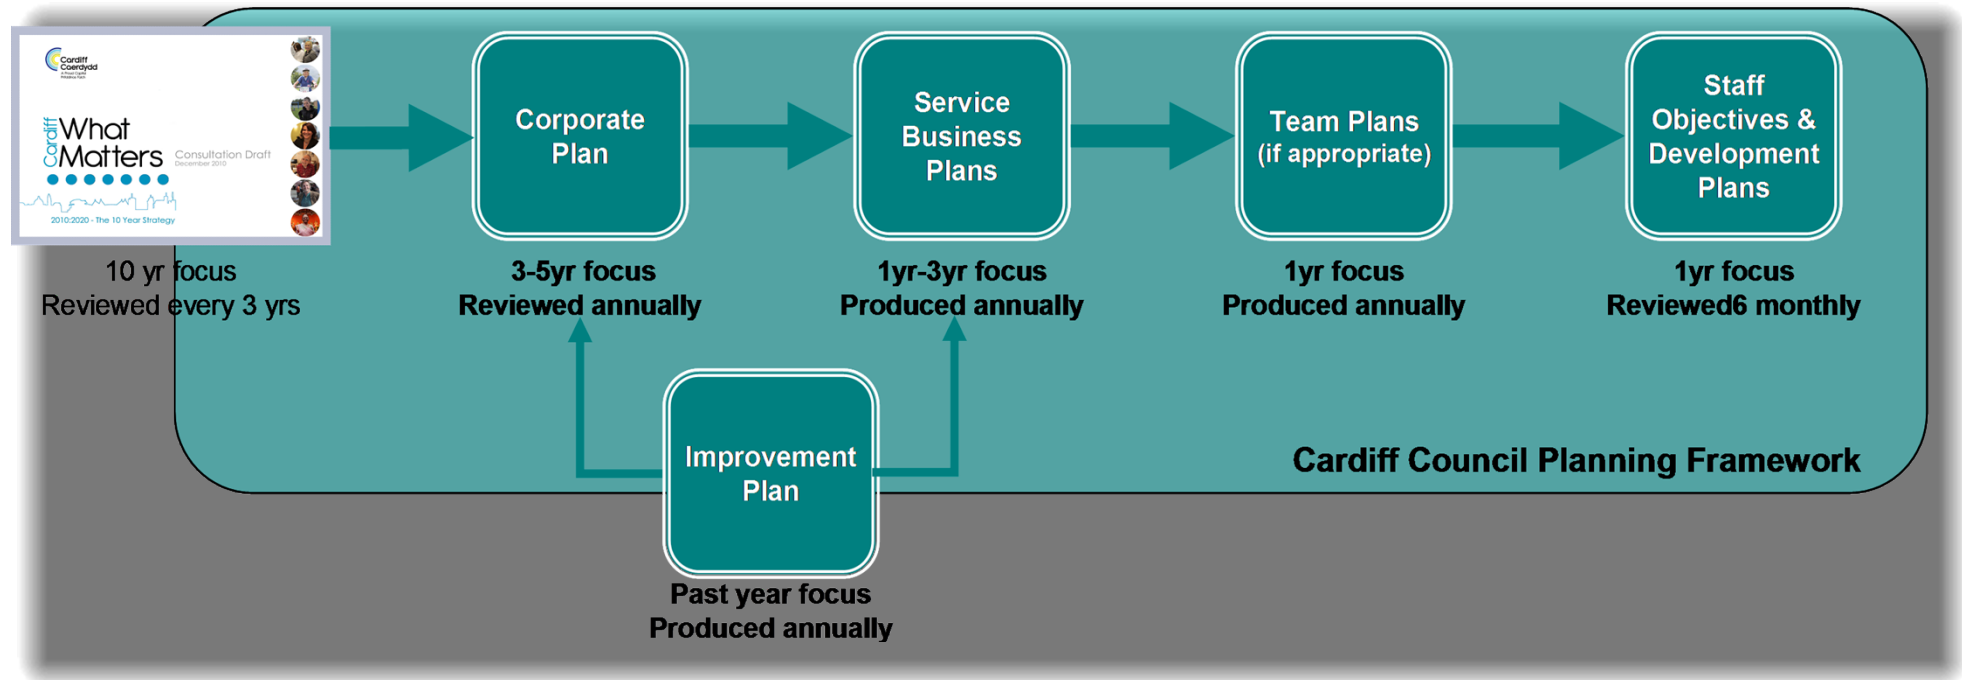 Cardiff
Caerdydd
Cardiff
What
Matters
Consultation Draft
December 2010
2010:2020 - The 10 Year Strategy
10 yr focus
Reviewed every 3 yrs
Corporate
Plan
3-5yr focus
Reviewed annually
Service
Business
Plans
1yr-3yr focus
Produced annually
Team Plans
(if appropriate)
1yr focus
Produced annually
Staff
Objectives &
Development
Plans
1yr focus
Reviewed6 monthly
Improvement
Plan
Past year focus
Produced annually
Cardiff Council Planning Framework